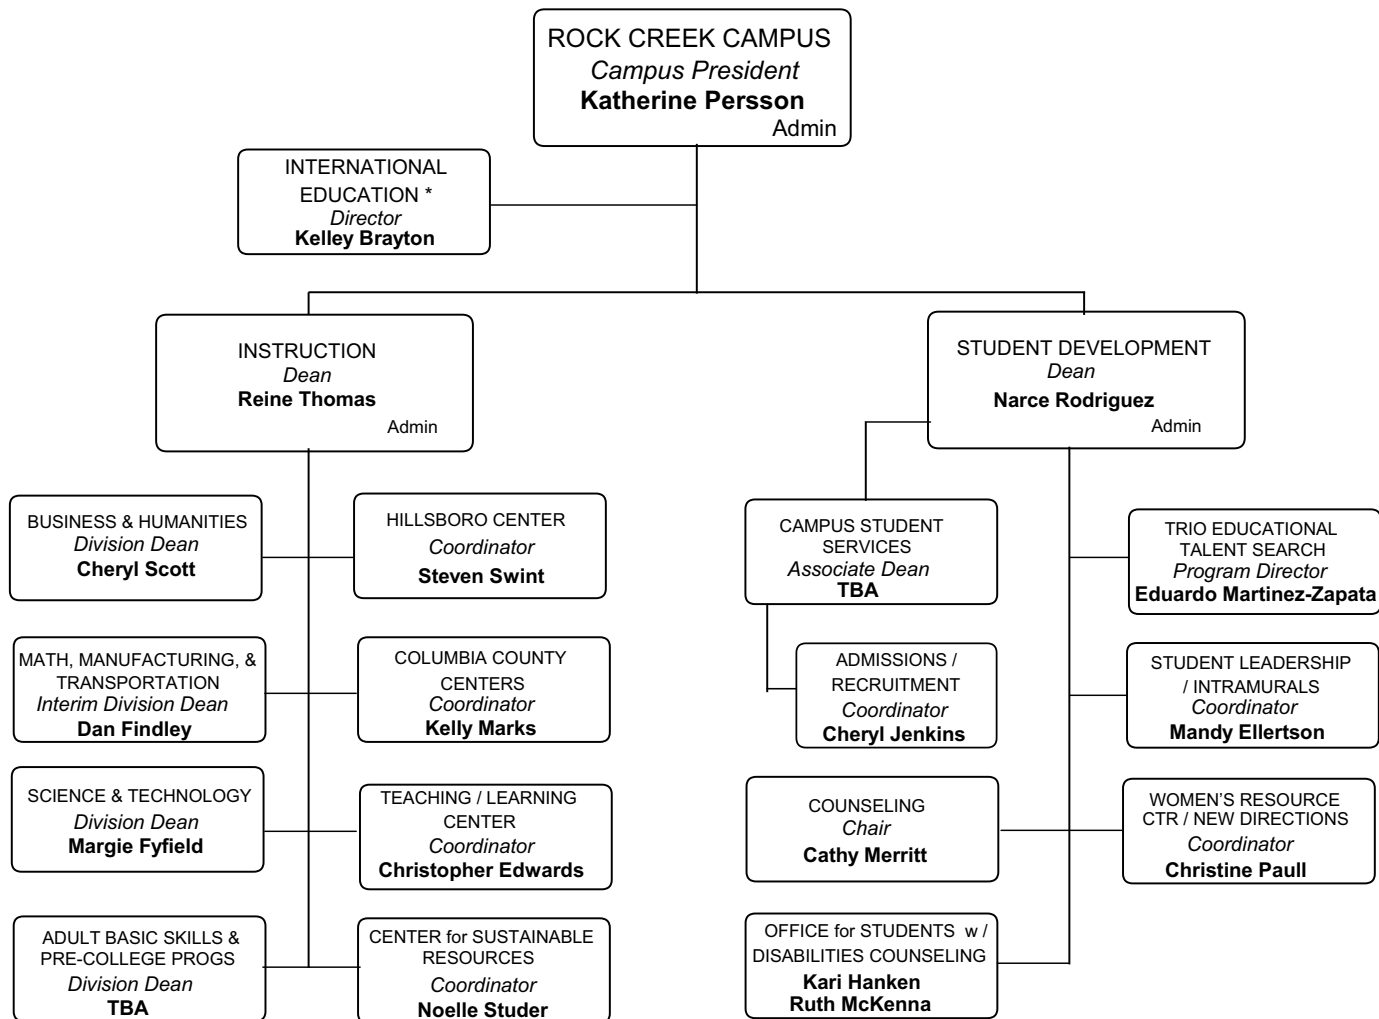 ROCK CREEK CAMPUS
Campus President
Katherine Persson
Admin
INTERNATIONAL
EDUCATION *
Director
Kelley Brayton
INSTRUCTION
Dean
Reine Thomas
Admin
STUDENT DEVELOPMENT
Dean
Narce Rodriguez
Admin
BUSINESS & HUMANITIES
Division Dean
Cheryl Scott
HILLSBORO CENTER
Coordinator
Steven Swint
CAMPUS STUDENT
SERVICES
Associate Dean
TBA
TRIO EDUCATIONAL
TALENT SEARCH
Program Director
Eduardo Martinez-Zapata
MATH, MANUFACTURING, &
TRANSPORTATION
Interim Division Dean
Dan Findley
COLUMBIA COUNTY
CENTERS
Coordinator
Kelly Marks
ADMISSIONS /
RECRUITMENT
Coordinator
Cheryl Jenkins
STUDENT LEADERSHIP
/ INTRAMURALS
Coordinator
Mandy Ellertson
SCIENCE & TECHNOLOGY
Division Dean
Margie Fyfield
TEACHING / LEARNING
CENTER
Coordinator
Christopher Edwards
COUNSELING
Chair
Cathy Merritt
WOMEN’S RESOURCE
CTR / NEW DIRECTIONS
Coordinator
Christine Paull
ADULT BASIC SKILLS &
PRE-COLLEGE PROGS
Division Dean
TBA
CENTER for SUSTAINABLE
RESOURCES
Coordinator
Noelle Studer
OFFICE for STUDENTS w /
DISABILITIES COUNSELING
Kari Hanken
Ruth McKenna